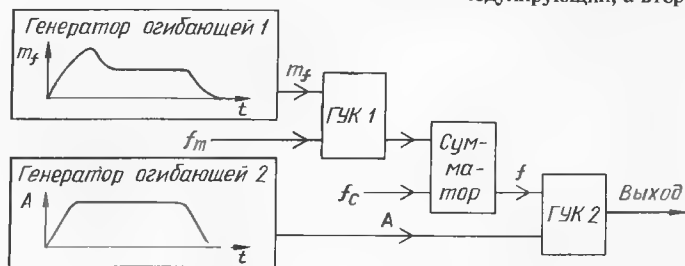 дулирующий, а втор
Генератор огибающей 1
m_f
t
m_f
f_m
ГУК 1
Сум-
ма-
тор
f_c
f
ГУК 2
Выход
Генератор огибающей 2
A
t
A